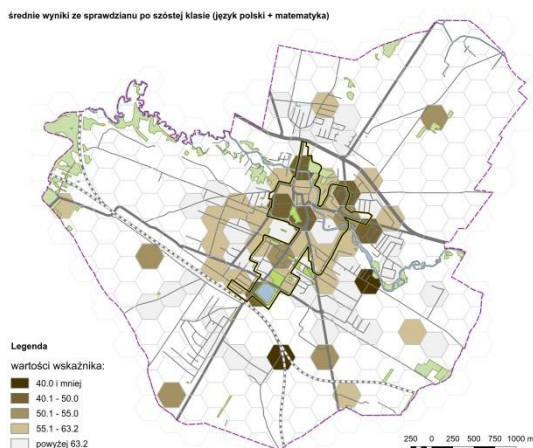 średnie wyniki ze sprawdzianu po szóstej klasie (język polski + matematyka)
Legenda
wartości wskaźnika:
40.0 i mniej
40.1 - 50.0
50.1 - 55.0
55.1 - 63.2
powyżej 63.2
250 0 250 500 750 1000 m